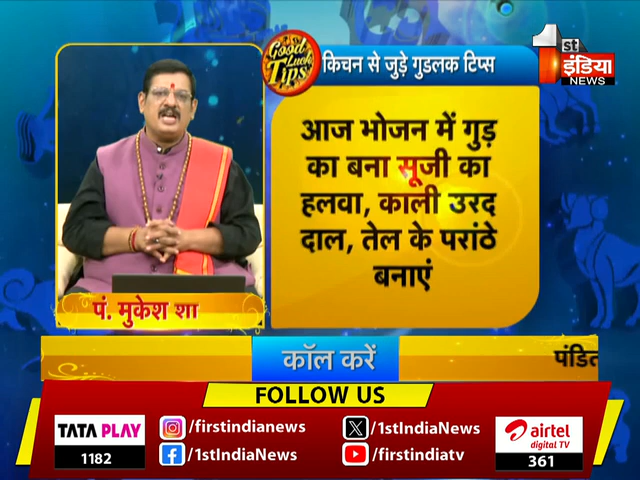 Good
Luck
Tips
किचन से जुड़े गुडलक टिप्स
1st
इंडिया
NEWS
आज भोजन में गुड़
का बना सूजी का
हलवा, काली उरद
दाल, तेल के परांठे
बनाएं
पं. मुकेश शा
कॉल करें
पंडित
FOLLOW US
TATA PLAY
1182
/firstindianews
/1stIndiaNews
/1stIndiaNews
/firstindiatv
airtel
digital TV
361